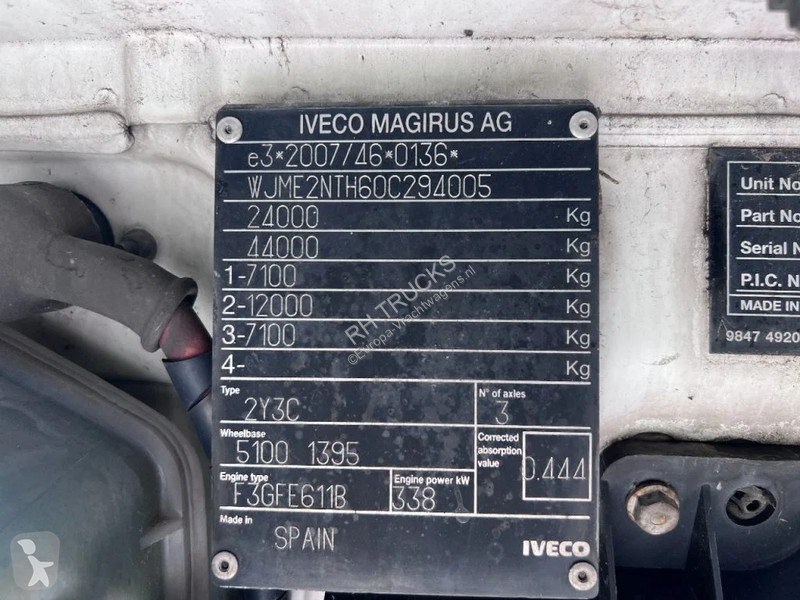 IVECO MAGIRUS AG
e3*2007/46*0136*
WJME2NTH60C294005
24000 Kg
44000 Kg
1-7100 Kg
2-12000 Kg
3-7100 Kg
4- Kg
Type
2Y3C
N° of axles
3
Wheelbase
5100 1395
Corrected absorption value
0.444
Engine type
F3GFE611B
Engine power kW
338
Made in
SPAIN
IVECO
RH TRUCKS
©Europa.Vrachtwagens.nl
Unit No
Part No
Serial N
P.I.C. N
MADE IN
9847 4920